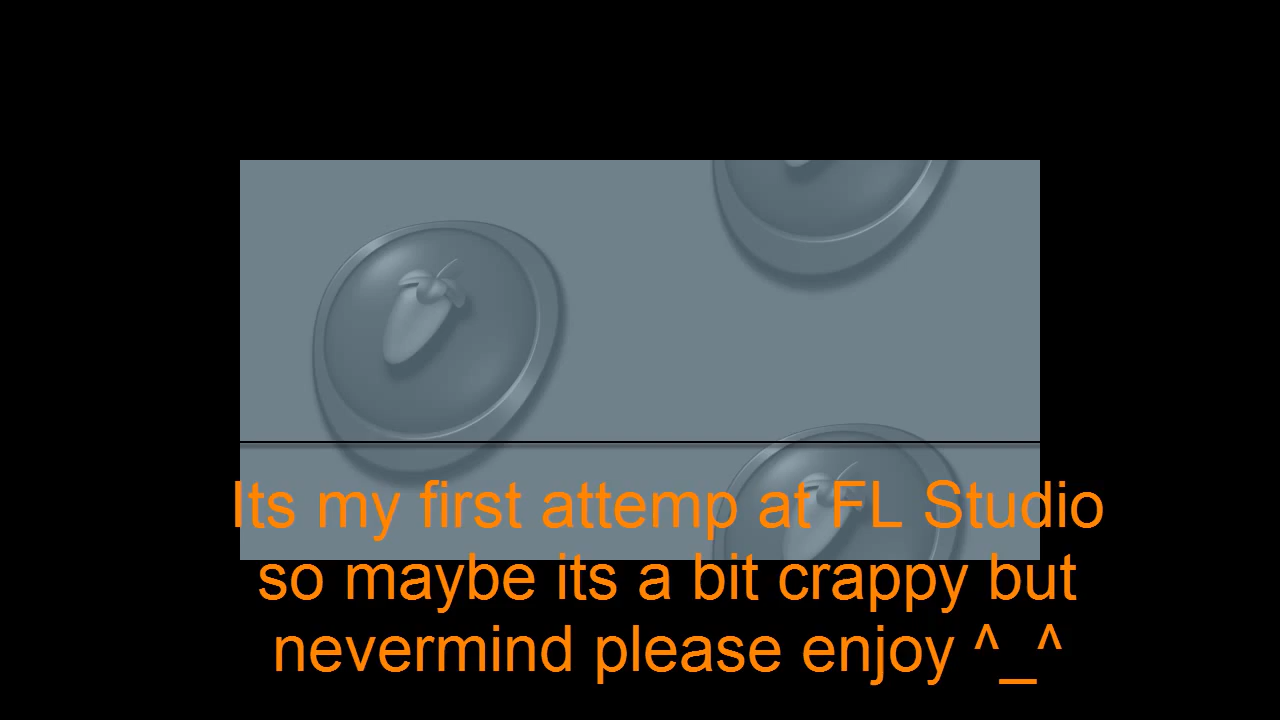 Its my first attemp at FL Studio
so maybe its a bit crappy but
nevermind please enjoy ^_^